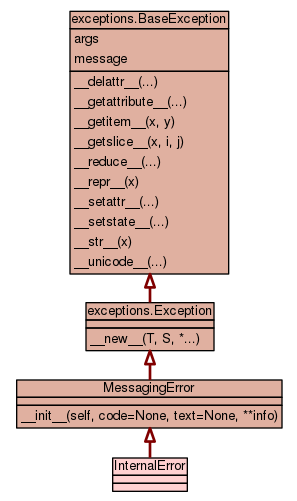 exceptions.BaseException
args
message
__delattr__(...)
__getattribute__(...)
__getitem__(x, y)
__getslice__(x, i, j)
__reduce__(...)
__repr__(x)
__setattr__(...)
__setstate__(...)
__str__(x)
__unicode__(...)
exceptions.Exception
__new__(T, S, *...)
MessagingError
__init__(self, code=None, text=None, **info)
InternalError